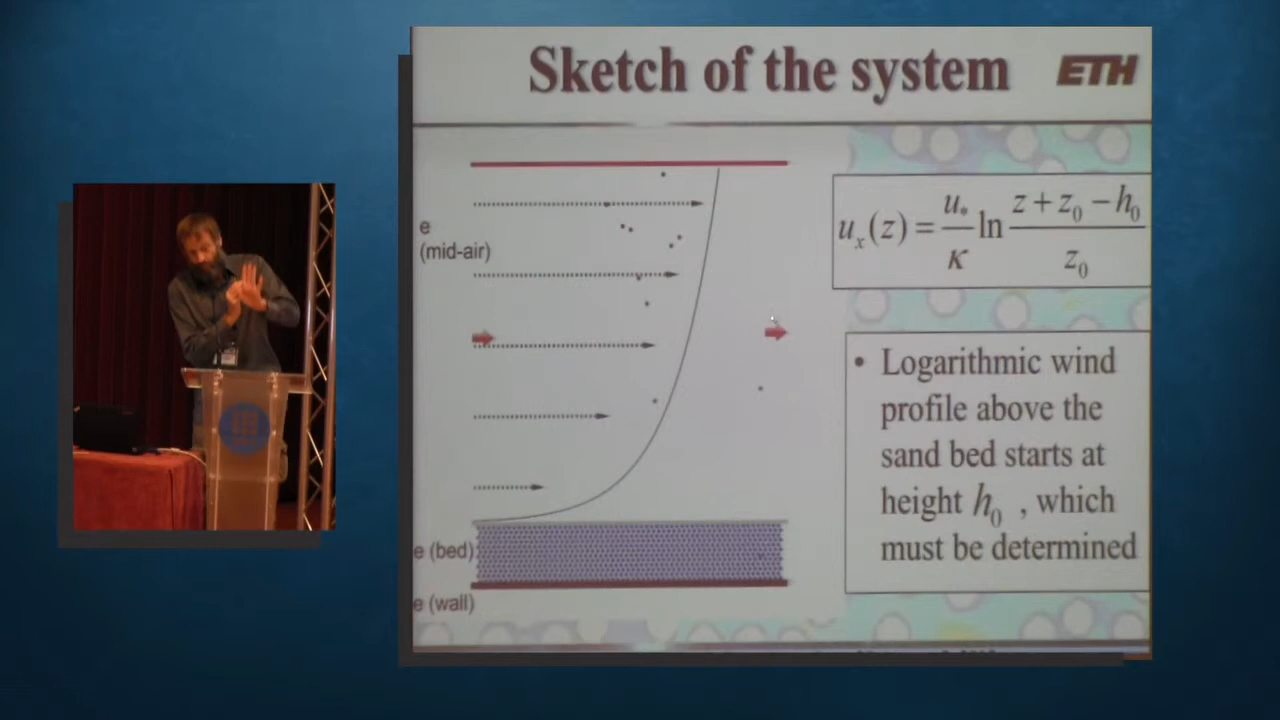 Sketch of the system
ETH
e
(mid-air)
u_x(z) = u_*/κ ln (z + z_0 − h_0)/z_0
• Logarithmic wind
profile above the
sand bed starts at
height h_0 , which
must be determined
e (bed)
e (wall)